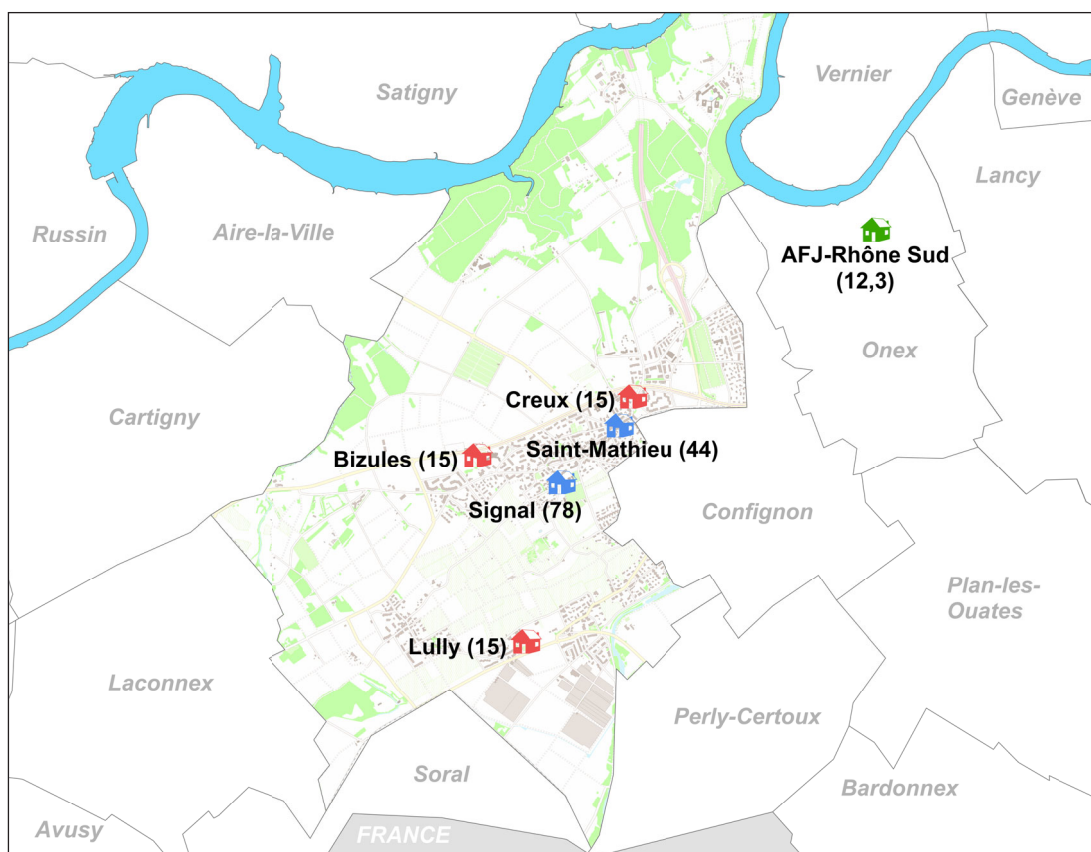 Satigny
Vernier
Genève
Lancy
Russin
Aire-la-Ville
AFJ-Rhône Sud
(12,3)
Onex
Cartigny
Creux (15)
Saint-Mathieu (44)
Bizules (15)
Signal (78)
Confignon
Plan-les-
Ouates
Lully (15)
Laconnex
Perly-Certoux
Soral
Bardonnex
Avusy
FRANCE